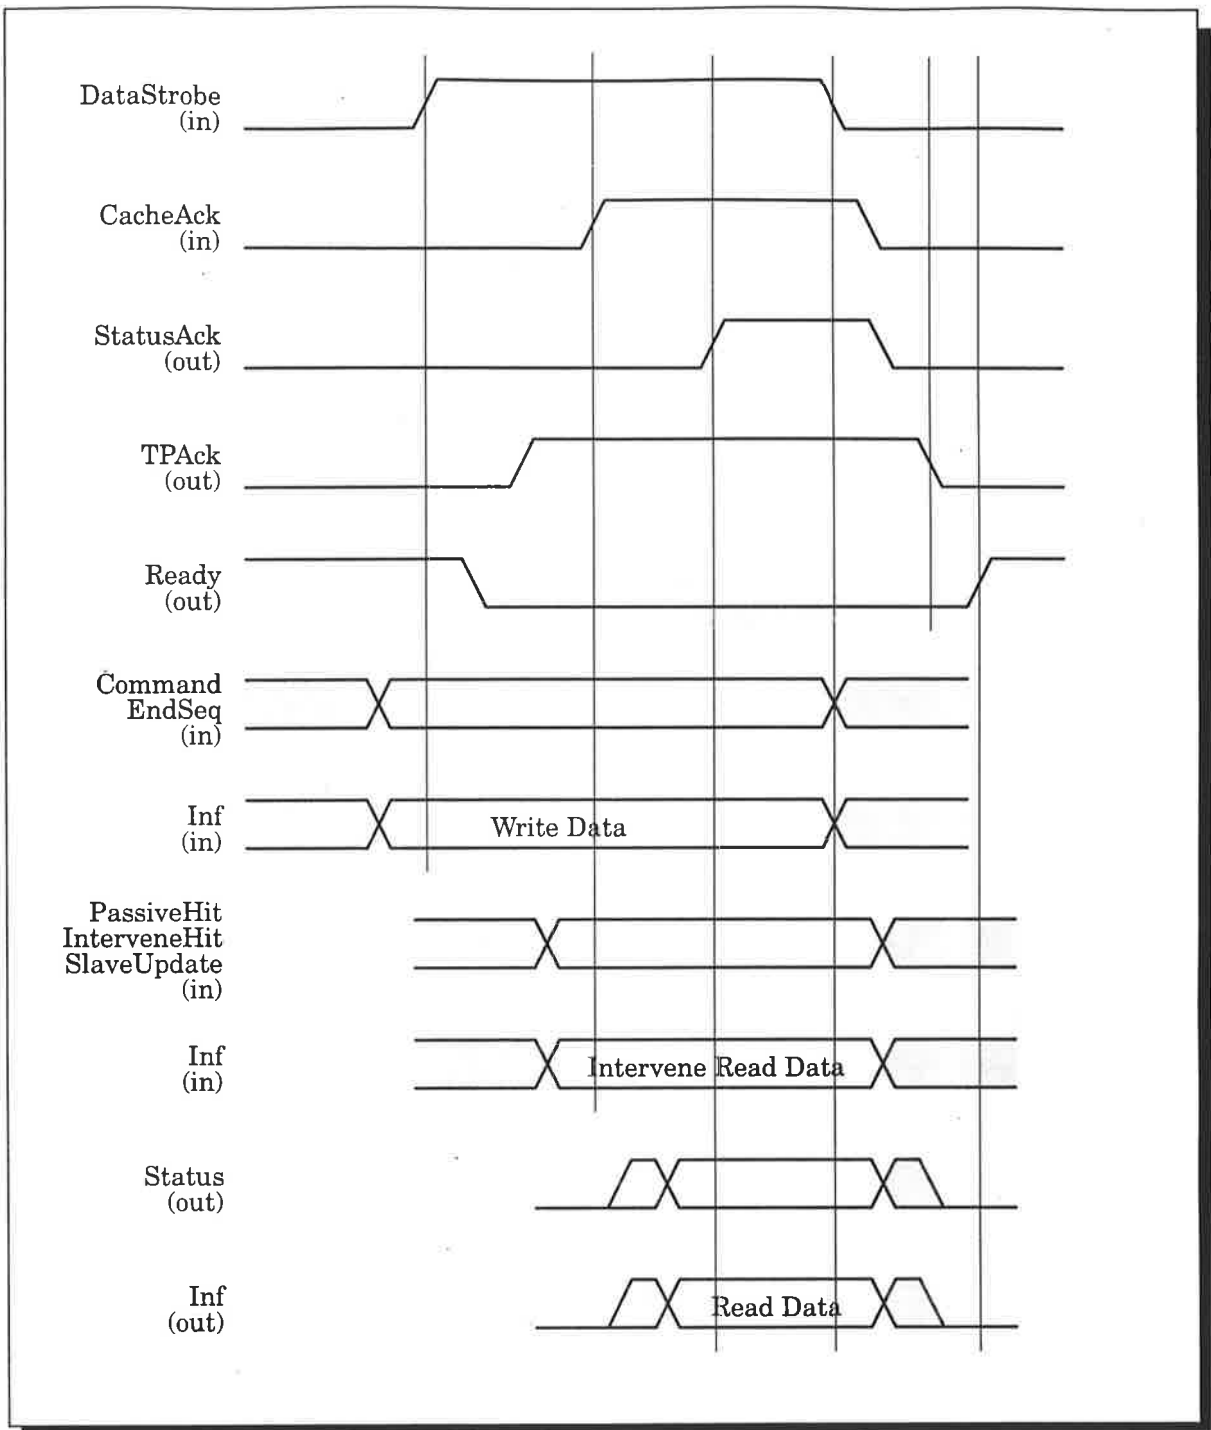 DataStrobe
(in)
CacheAck
(in)
StatusAck
(out)
TPAck
(out)
Ready
(out)
Command
EndSeq
(in)
Inf
(in)
Write Data
PassiveHit
InterveneHit
SlaveUpdate
(in)
Inf
(in)
Intervene Read Data
Status
(out)
Inf
(out)
Read Data